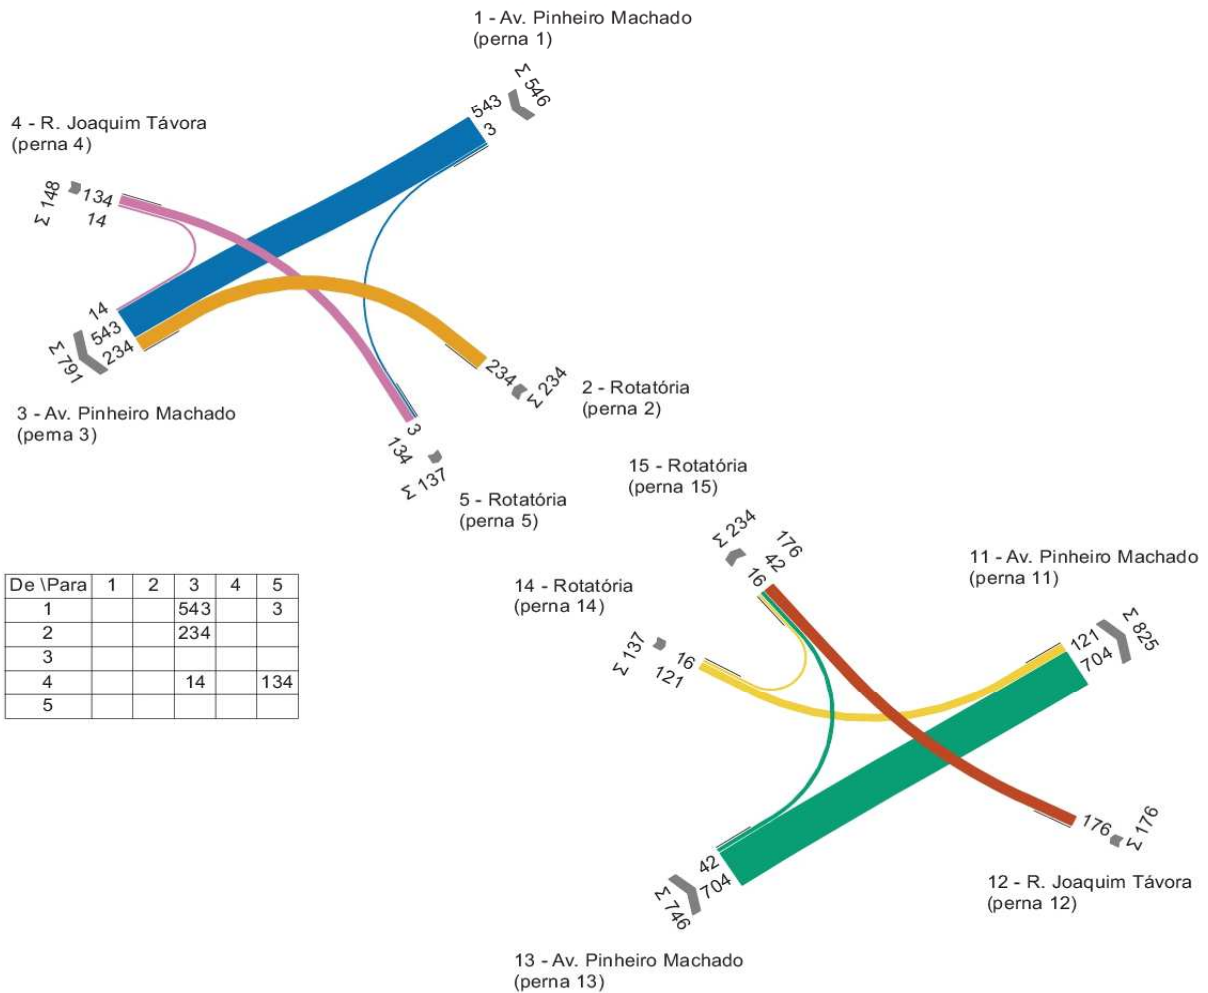 1 - Av. Pinheiro Machado
(perna 1)
Σ 546
543
3
4 - R. Joaquim Távora
(perna 4)
Σ 148
134
14
14
543
234
Σ 791
3 - Av. Pinheiro Machado
(perna 3)
234
Σ 234
2 - Rotatória
(perna 2)
3
134
Σ 137
5 - Rotatória
(perna 5)
De \Para 1 2 3 4 5
1 543 3
2 234
3
4 14 134
5
15 - Rotatória
(perna 15)
Σ 234
176
42
16
14 - Rotatória
(perna 14)
Σ 137
16
121
11 - Av. Pinheiro Machado
(perna 11)
Σ 825
121
704
176
Σ 176
12 - R. Joaquim Távora
(perna 12)
42
704
Σ 746
13 - Av. Pinheiro Machado
(perna 13)